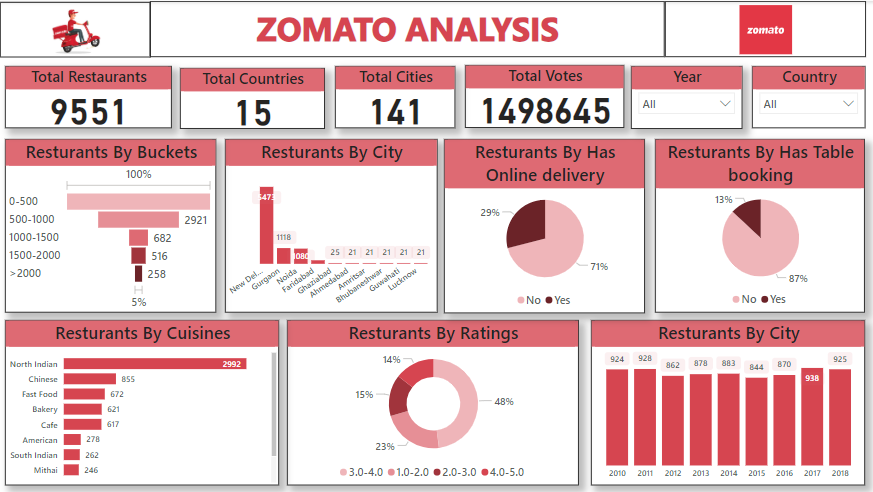 ZOMATO ANALYSIS
zomato
Total Restaurants
9551
Total Countries
15
Total Cities
141
Total Votes
1498645
Year
All
Country
All
Resturants By Buckets
100%
0-500
500-1000
2921
1000-1500
682
1500-2000
516
>2000
258
5%
Resturants By City
5473
1118
1080
25
21
21
21
21
21
New Del...
Gurgaon
Noida
Faridabad
Ghaziabad
Ahmedabad
Amritsar
Bhubaneshwar
Guwahati
Lucknow
Resturants By Has
Online delivery
29%
71%
No
Yes
Resturants By Has Table
booking
13%
87%
No
Yes
Resturants By Cuisines
North Indian
2992
Chinese
855
Fast Food
672
Bakery
621
Cafe
617
American
278
South Indian
262
Mithai
246
Resturants By Ratings
14%
15%
48%
23%
3.0-4.0
1.0-2.0
2.0-3.0
4.0-5.0
Resturants By City
924
928
862
878
883
844
870
938
925
2010
2011
2012
2013
2014
2015
2016
2017
2018